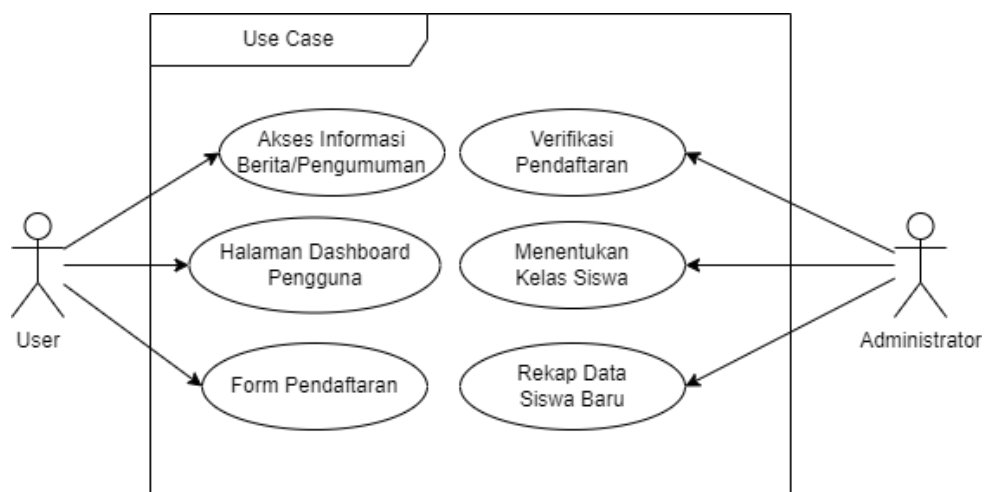 Use Case
Akses Informasi
Berita/Pengumuman
Verifikasi
Pendaftaran
Halaman Dashboard
Pengguna
Menentukan
Kelas Siswa
User
Administrator
Form Pendaftaran
Rekap Data
Siswa Baru